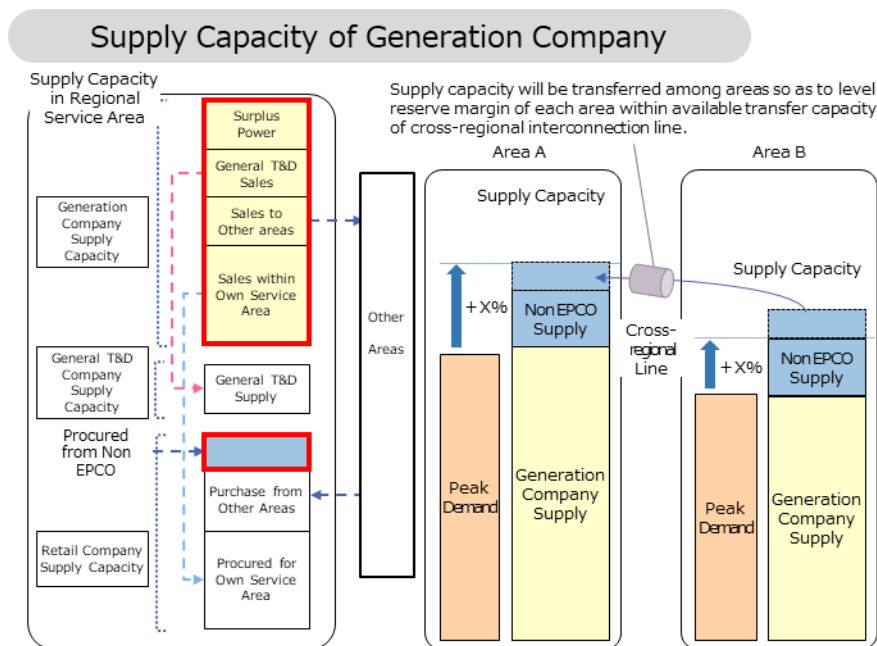 Supply Capacity of Generation Company
Supply Capacity
in Regional
Service Area
Generation
Company
Supply
Capacity
General T&D
Company
Supply
Capacity
Procured
from Non
EPCO
Retail Company
Supply Capacity
Surplus
Power
General T&D
Sales
Sales to
Other areas
Sales within
Own Service
Area
General T&D
Supply
Purchase from
Other Areas
Procured for
Own Service
Area
Other
Areas
Supply capacity will be transferred among areas so as to level
reserve margin of each area within available transfer capacity
of cross-regional interconnection line.
Area A
Supply Capacity
+X%
Non EPCO
Supply
Peak
Demand
Generation
Company
Supply
Cross-
regional
Line
Area B
Supply Capacity
+X%
Non EPCO
Supply
Peak
Demand
Generation
Company
Supply